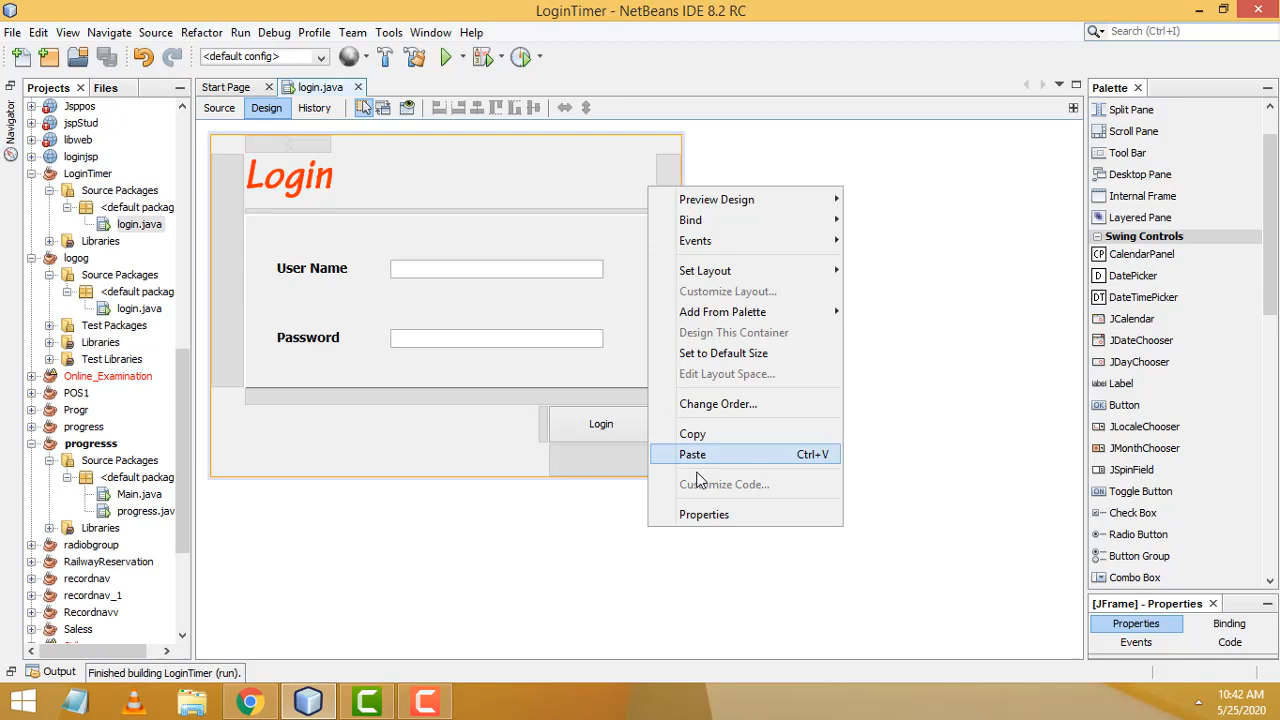 LoginTimer - NetBeans IDE 8.2 RC
File Edit View Navigate Source Refactor Run Debug Profile Team Tools Window Help
Search (Ctrl+I)
<default config>
Projects Files
Start Page login.java
Palette
Navigator
Source Design History
Jsppos
jspStud
libweb
loginjsp
LoginTimer
Source Packages
<default packag
login.java
Libraries
logog
Source Packages
<default packag
login.java
Test Packages
Libraries
Test Libraries
Online_Examination
POS1
Progr
progress
progresss
Source Packages
<default packag
Main.java
progress.jav
Libraries
radiobgroup
RailwayReservation
recordnav
recordnav_1
Recordnavv
Saless
Login
User Name
Password
Login
Preview Design
Bind
Events
Set Layout
Customize Layout...
Add From Palette
Design This Container
Set to Default Size
Edit Layout Space...
Change Order...
Copy
Paste Ctrl+V
Customize Code...
Properties
Split Pane
Scroll Pane
Tool Bar
Desktop Pane
Internal Frame
Layered Pane
Swing Controls
CP CalendarPanel
D DatePicker
DT DateTimePicker
JCalendar
JDateChooser
JDayChooser
label Label
OK Button
JLocaleChooser
JMonthChooser
JSpinField
ON Toggle Button
Check Box
Radio Button
Button Group
Combo Box
[JFrame] - Properties
Properties Binding
Events Code
Output Finished building LoginTimer (run).
10:42 AM
5/25/2020